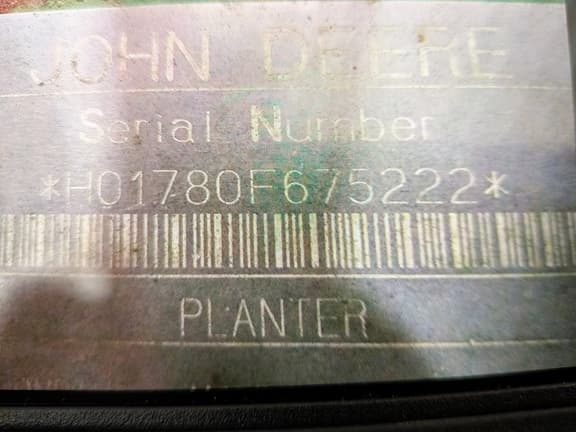 JOHN DEERE
Serial Number
*H01780F675222*
PLANTER